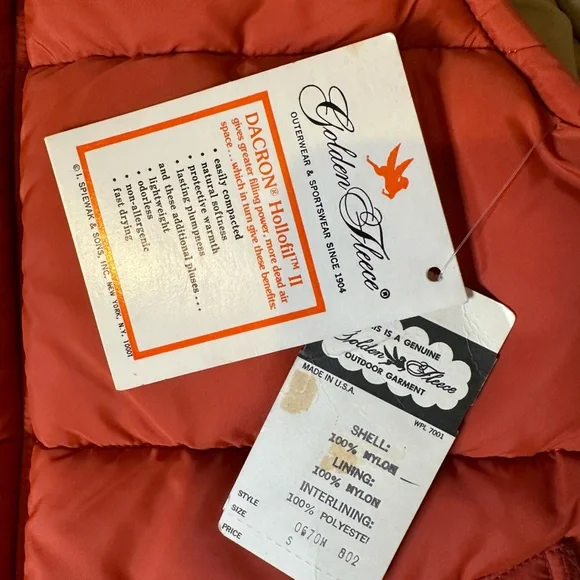 Golden Fleece®
OUTERWEAR & SPORTSWEAR SINCE 1904
DACRON® Hollofil™ II
gives greater filling power, more dead air
space...which in turn give these benefits:
• easily compacted
• natural softness
• protective warmth
• lasting plumpness
and these additional pluses...
• lightweight
• odorless
• non-allergenic
• fast drying
© I. SPIEWAK & SONS, INC. NEW YORK, N.Y. 10001
IS A GENUINE
Golden Fleece
OUTDOOR GARMENT
MADE IN U.S.A.
WPL 7001
SHELL:
100% NYLON
LINING:
100% NYLON
INTERLINING:
100% POLYESTE
STYLE 0670H 802
SIZE S
PRICE